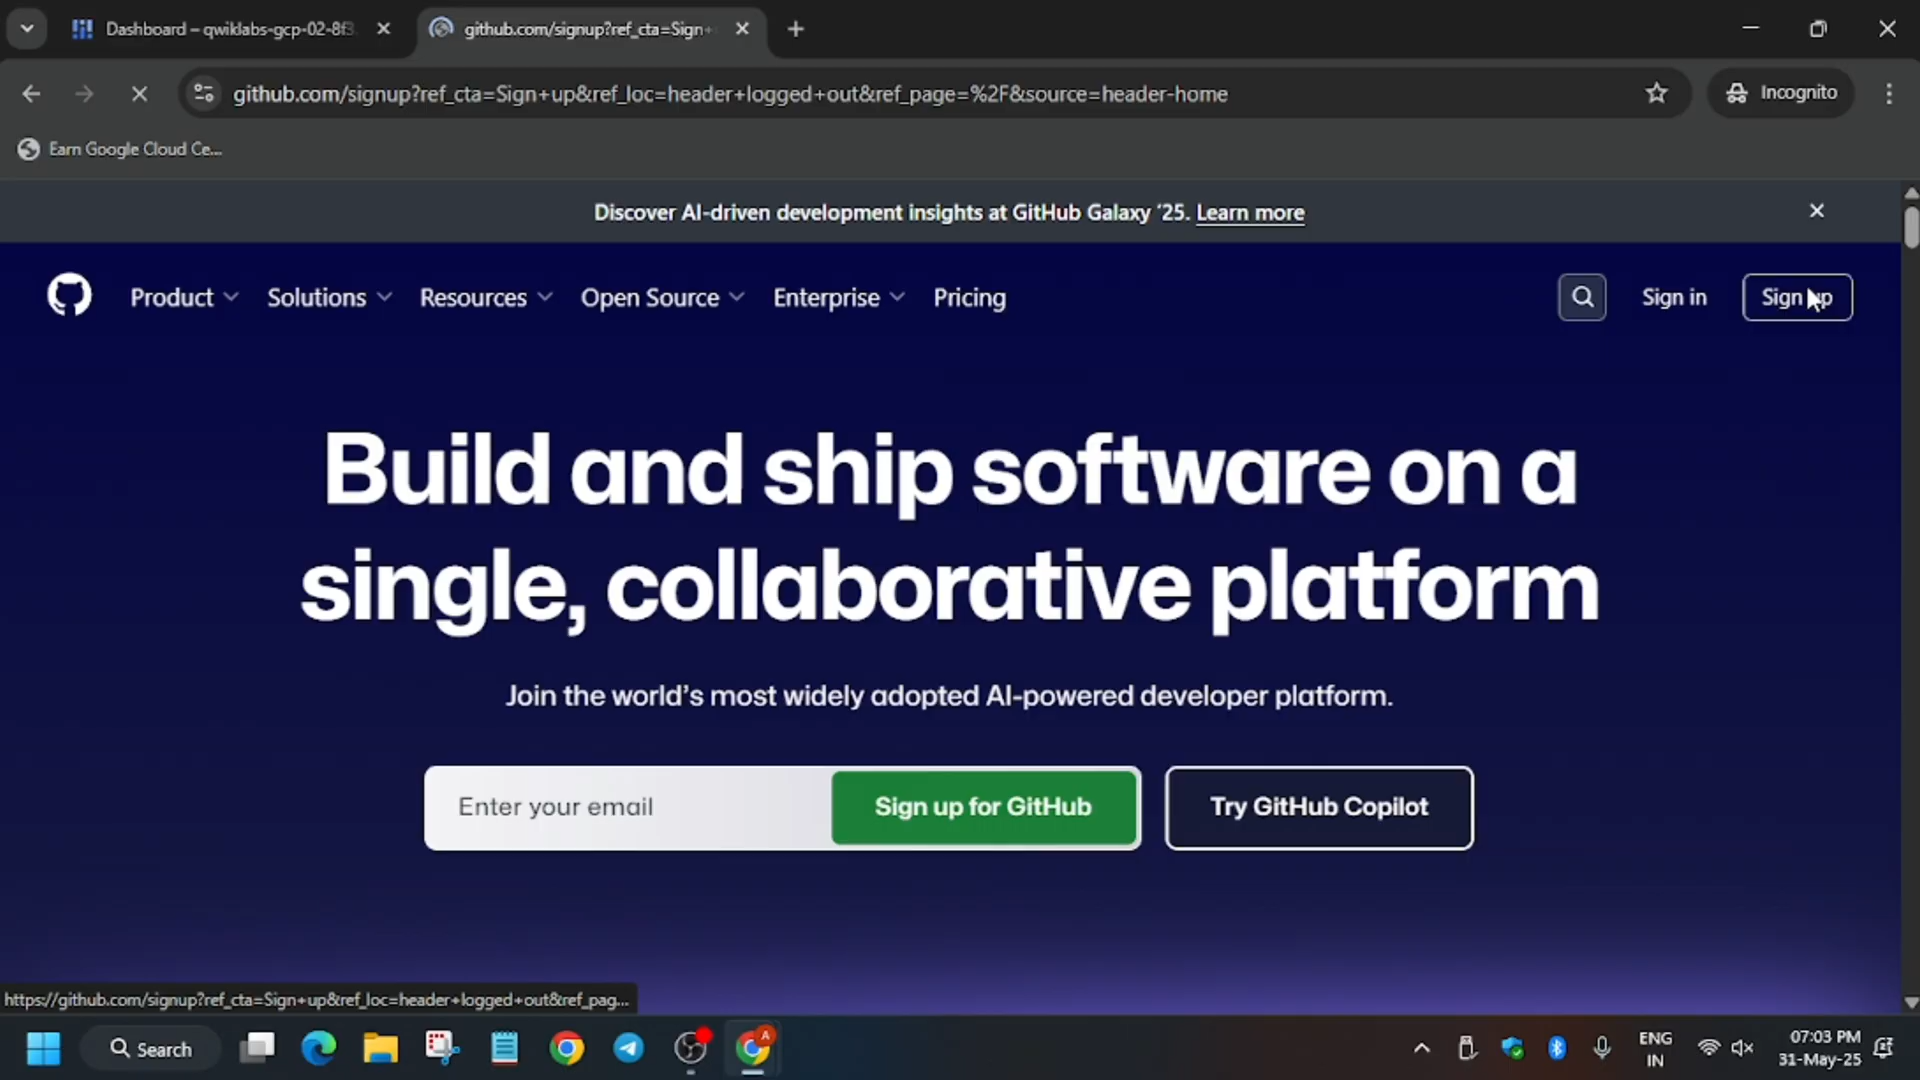 Dashboard – qwiklabs-gcp-02-8f3
github.com/signup?ref_cta=Sign+
github.com/signup?ref_cta=Sign+up&ref_loc=header+logged+out&ref_page=%2F&source=header-home
Incognito
Earn Google Cloud Ce...
Discover AI-driven development insights at GitHub Galaxy '25. Learn more
Product
Solutions
Resources
Open Source
Enterprise
Pricing
Sign in
Sign up
Build and ship software on a
single, collaborative platform
Join the world's most widely adopted AI-powered developer platform.
Enter your email
Sign up for GitHub
Try GitHub Copilot
https://github.com/signup?ref_cta=Sign+up&ref_loc=header+logged+out&ref_pag...
Search
A
ENG
IN
07:03 PM
31-May-25